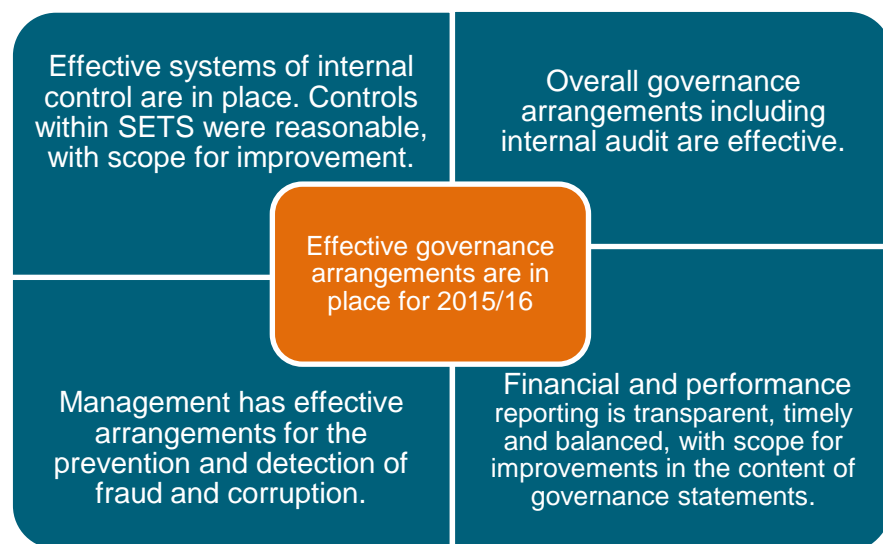 Effective systems of internal
control are in place. Controls
within SETS were reasonable,
with scope for improvement.
Overall governance
arrangements including
internal audit are effective.
Effective governance
arrangements are in
place for 2015/16
Management has effective
arrangements for the
prevention and detection of
fraud and corruption.
Financial and performance
reporting is transparent, timely
and balanced, with scope for
improvements in the content of
governance statements.